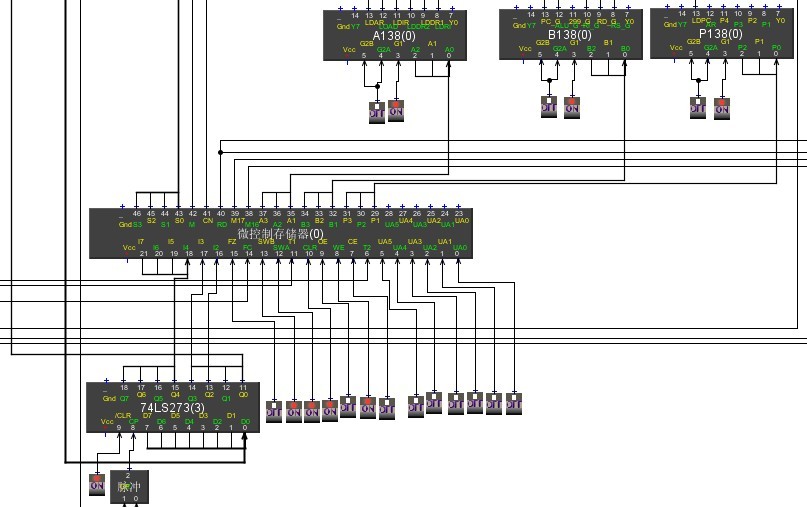 14 13 12 11 10 9 8 7
Gnd Y7
Y0
A138(0)
Vcc
G2B G2A G1 A2 A1 A0
5 4 3 2 1 0
14 13 12 11 10 9 8 7
Gnd Y7
Y0
B138(0)
Vcc
G2B G2A G1 B2 B1 B0
5 4 3 2 1 0
14 13 12 11 10 9 8 7
Gnd Y7 LDPC AR P3 P4 P2 P1 Y0
P138(0)
Vcc
G2B G2A G1 P2 P1 P0
5 4 3 2 1 0
OFF ON
OFF ON
OFF ON
46 45 44 43 42 41 40 39 38 37 36 35 34 33 32 31 30 29 28 27 26 25 24 23
Gnd S3 S2 S1 S0 M CN RD M17 M16 A3 A2 A1 B3 B2 B1 P3 P2 P1 UA5 UA4 UA3 UA2 UA1 UA0
微控制存储器(0)
Vcc I7 I6 I5 I4 I3 I2 FZ FC SWB SWA T1 CLR OE WE CE T2 UA5 UA4 UA3 UA2 UA1 UA0
21 20 19 18 17 16 15 14 13 12 11 10 9 8 7 6 5 4 3 2 1 0
18 17 16 15 14 13 12 11
Gnd Q7 Q6 Q5 Q4 Q3 Q2 Q1 Q0
74LS273(3)
Vcc /CLR CP D7 D6 D5 D4 D3 D2 D1 D0
9 8 7 6 5 4 3 2 1 0
OFF ON ON ON OFF ON OFF OFF OFF OFF OFF OFF OFF
ON
2
脉冲
1 0